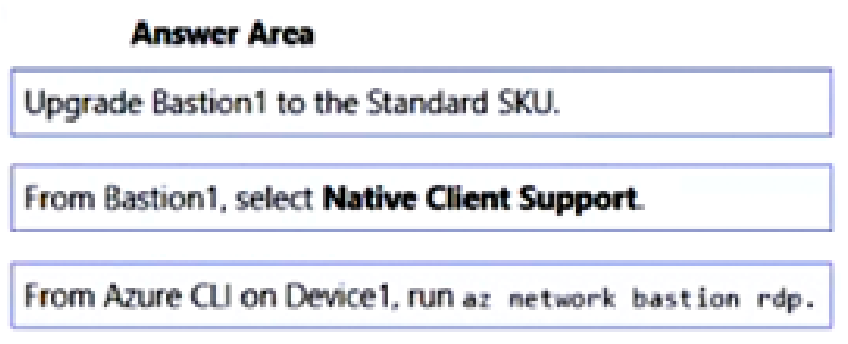 Answer Area
Upgrade Bastion1 to the Standard SKU.
From Bastion1, select Native Client Support.
From Azure CLI on Device1, run az network bastion rdp.